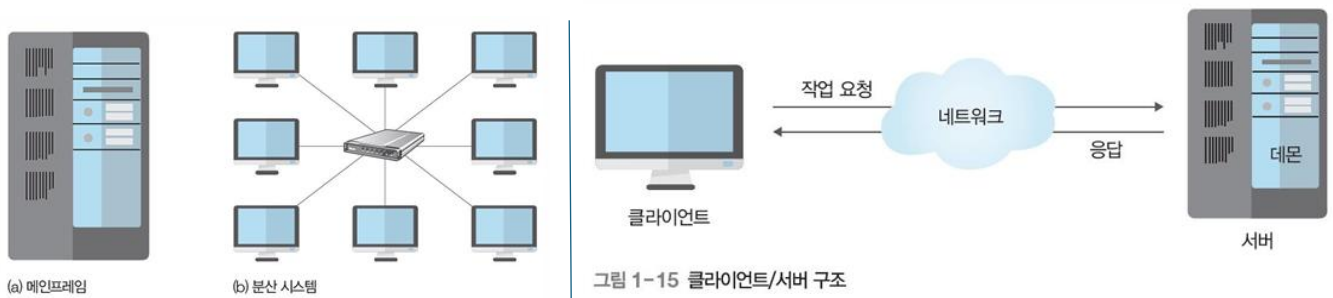 (a) 메인프레임
(b) 분산 시스템
작업 요청
네트워크
응답
데몬
클라이언트
서버
그림 1-15 클라이언트/서버 구조